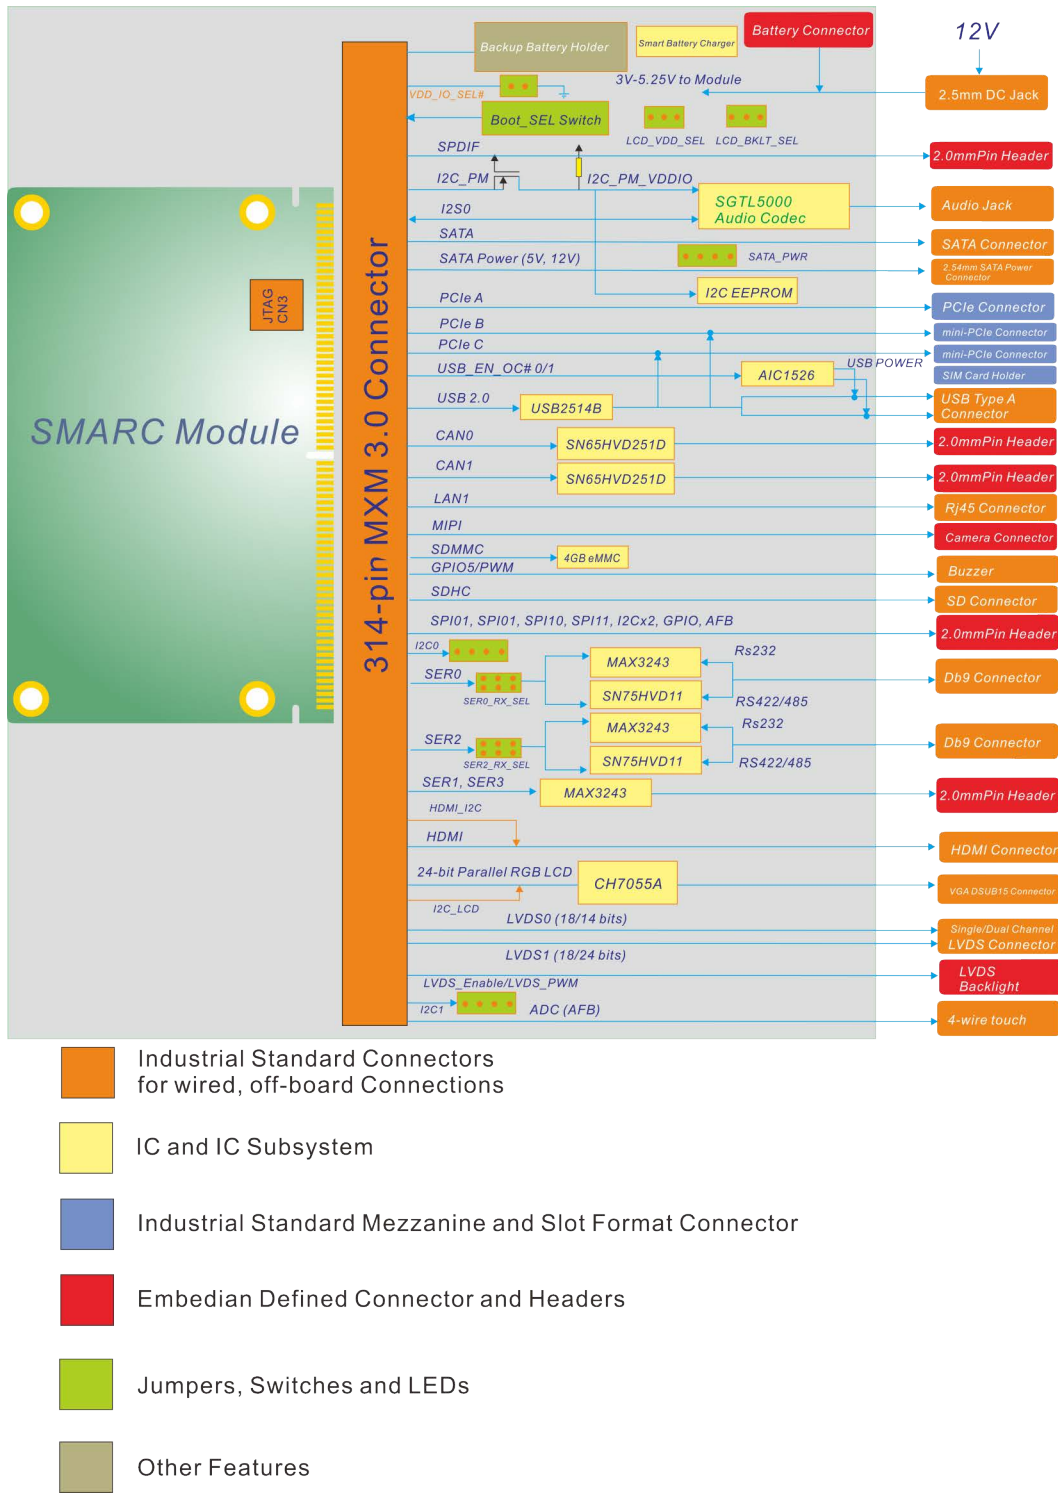 Battery Connector
12V
Backup Battery Holder
Smart Battery Charger
3V-5.25V to Module
2.5mm DC Jack
VDD_IO_SEL#
Boot_SEL Switch
LCD_VDD_SEL
LCD_BKLT_SEL
SPDIF
2.0mmPin Header
I2C_PM
I2C_PM_VDDIO
SGTL5000
Audio Codec
Audio Jack
I2S0
SATA
SATA Connector
SATA Power (5V, 12V)
SATA_PWR
2.54mm SATA Power
Connector
JTAG
CN3
I2C EEPROM
PCIe A
PCIe Connector
PCIe B
mini-PCIe Connector
PCIe C
mini-PCIe Connector
USB_EN_OC# 0/1
AIC1526
USB POWER
SIM Card Holder
USB 2.0
USB2514B
USB Type A
Connector
SMARC Module
314-pin MXM 3.0 Connector
CAN0
SN65HVD251D
2.0mmPin Header
CAN1
SN65HVD251D
2.0mmPin Header
LAN1
Rj45 Connector
MIPI
Camera Connector
SDMMC
4GB eMMC
GPIO5/PWM
Buzzer
SDHC
SD Connector
SPI01, SPI01, SPI10, SPI11, I2Cx2, GPIO, AFB
2.0mmPin Header
I2C0
SER0
SER0_RX_SEL
MAX3243
Rs232
SN75HVD11
RS422/485
Db9 Connector
SER2
SER2_RX_SEL
MAX3243
Rs232
SN75HVD11
RS422/485
Db9 Connector
SER1, SER3
MAX3243
2.0mmPin Header
HDMI_I2C
HDMI
HDMI Connector
24-bit Parallel RGB LCD
CH7055A
VGA DSUB15 Connector
I2C_LCD
LVDS0 (18/14 bits)
Single/Dual Channel
LVDS Connector
LVDS1 (18/24 bits)
LVDS_Enable/LVDS_PWM
LVDS
Backlight
I2C1
ADC (AFB)
4-wire touch
Industrial Standard Connectors
for wired, off-board Connections
IC and IC Subsystem
Industrial Standard Mezzanine and Slot Format Connector
Embedian Defined Connector and Headers
Jumpers, Switches and LEDs
Other Features